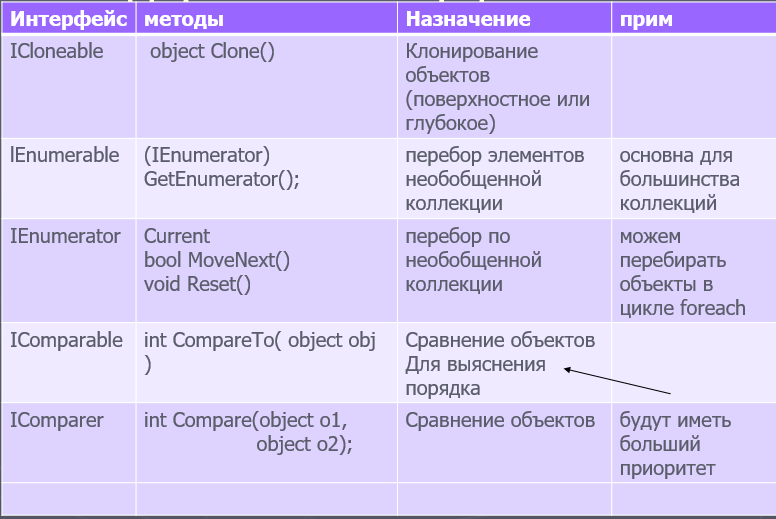 Интерфейс методы Назначение прим
ICloneable object Clone() Клонирование
объектов
(поверхностное или
глубокое)
lEnumerable (IEnumerator) перебор элементов основна для
GetEnumerator(); необобщенной большинства
коллекции коллекций
IEnumerator Current перебор по можем
bool MoveNext() необобщенной перебирать
void Reset() коллекции объекты в
цикле foreach
IComparable int CompareTo( object obj Сравнение объектов
) Для выяснения
порядка
IComparer int Compare(object o1, Сравнение объектов будут иметь
object o2); больший
приоритет